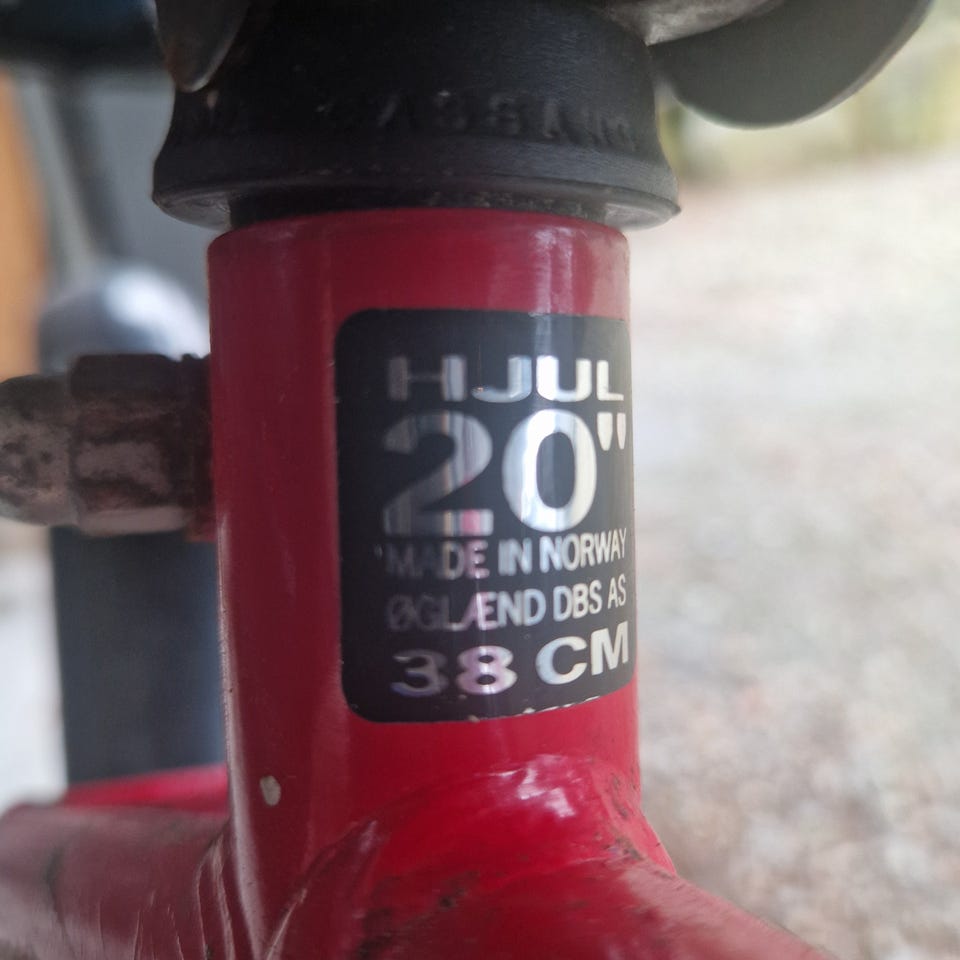 HJUL
20"
MADE IN NORWAY
ØGLÆND DBS AS
38 CM